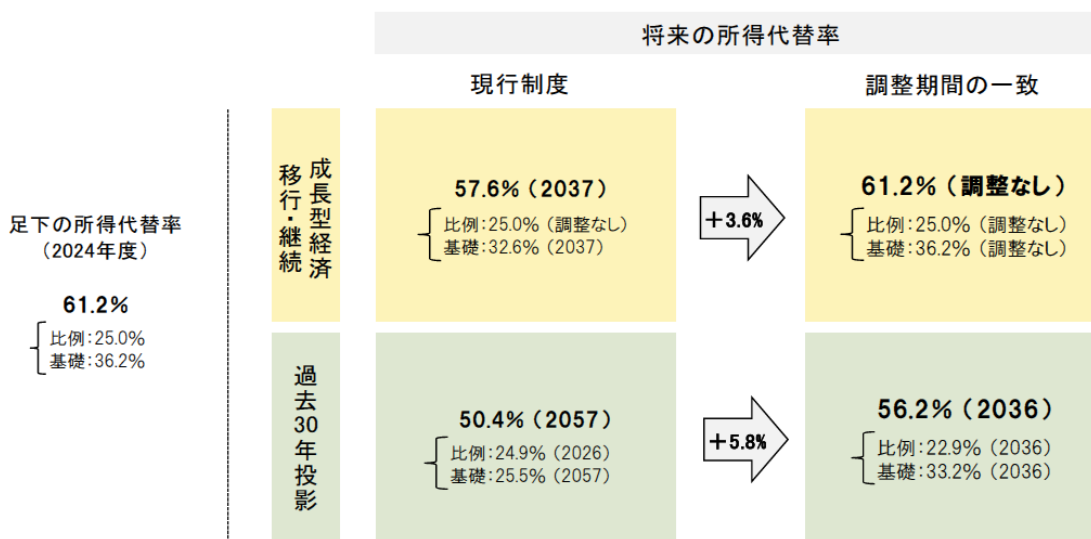 将来の所得代替率
現行制度
調整期間の一致
足下の所得代替率
（2024年度）
61.2%
比例：25.0%
基礎：36.2%
成長型経済
移行・継続
57.6%（2037）
比例：25.0%（調整なし）
基礎：32.6%（2037）
＋3.6%
61.2%（調整なし）
比例：25.0%（調整なし）
基礎：36.2%（調整なし）
過去30年投影
50.4%（2057）
比例：24.9%（2026）
基礎：25.5%（2057）
＋5.8%
56.2%（2036）
比例：22.9%（2036）
基礎：33.2%（2036）